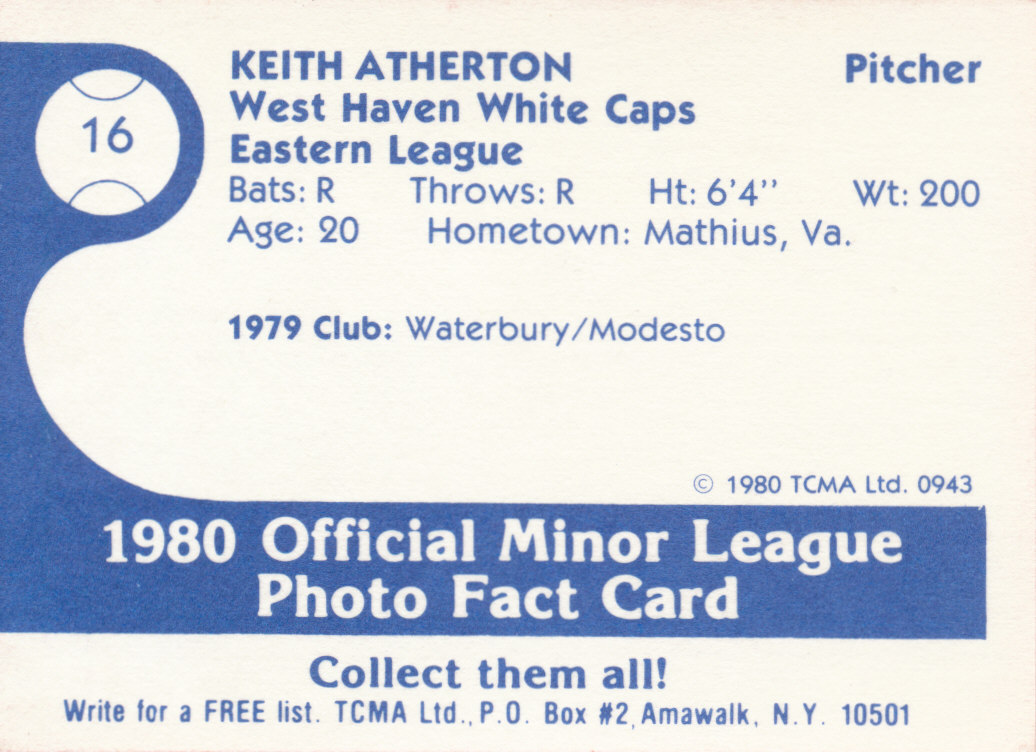 16
KEITH ATHERTON Pitcher
West Haven White Caps
Eastern League
Bats: R Throws: R Ht: 6'4'' Wt: 200
Age: 20 Hometown: Mathius, Va.
1979 Club: Waterbury/Modesto
© 1980 TCMA Ltd. 0943
1980 Official Minor League
Photo Fact Card
Collect them all!
Write for a FREE list. TCMA Ltd., P.O. Box #2, Amawalk, N.Y. 10501